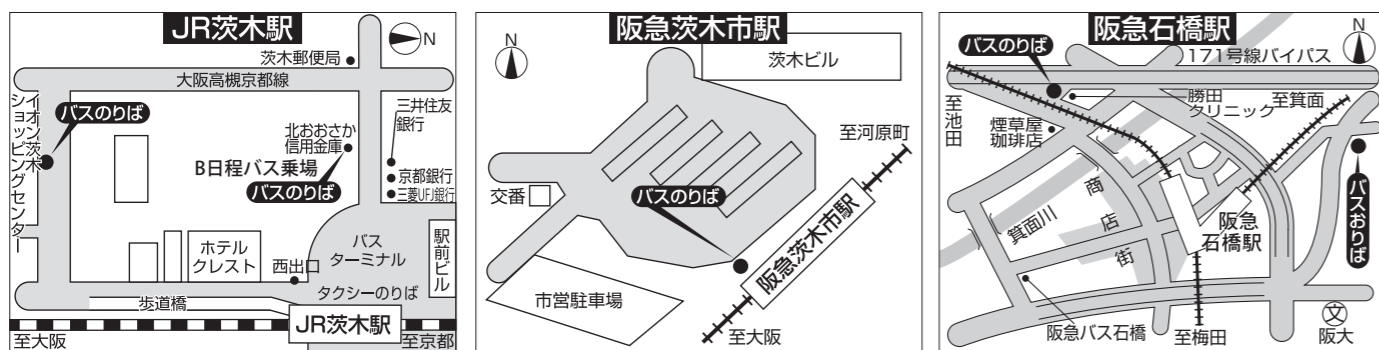 JR茨木駅
N
茨木郵便局
大阪高槻京都線
イオン茨木
ショッピングセンター
バスのりば
三井住友
銀行
北おおさか
信用金庫
B日程バス乗場
バスのりば
京都銀行
三菱UFJ銀行
ホテル
クレスト
西出口
バス
ターミナル
駅前ビル
タクシーのりば
歩道橋
JR茨木駅
至大阪
至京都
阪急茨木市駅
N
茨木ビル
至河原町
交番
バスのりば
阪急茨木市駅
市営駐車場
至大阪
阪急石橋駅
N
バスのりば
171号線バイパス
至池田
勝田
クリニック
至箕面
煙草屋
珈琲店
商店街
箕面川
阪急
石橋駅
バスおりば
阪急バス石橋
至梅田
文
阪大